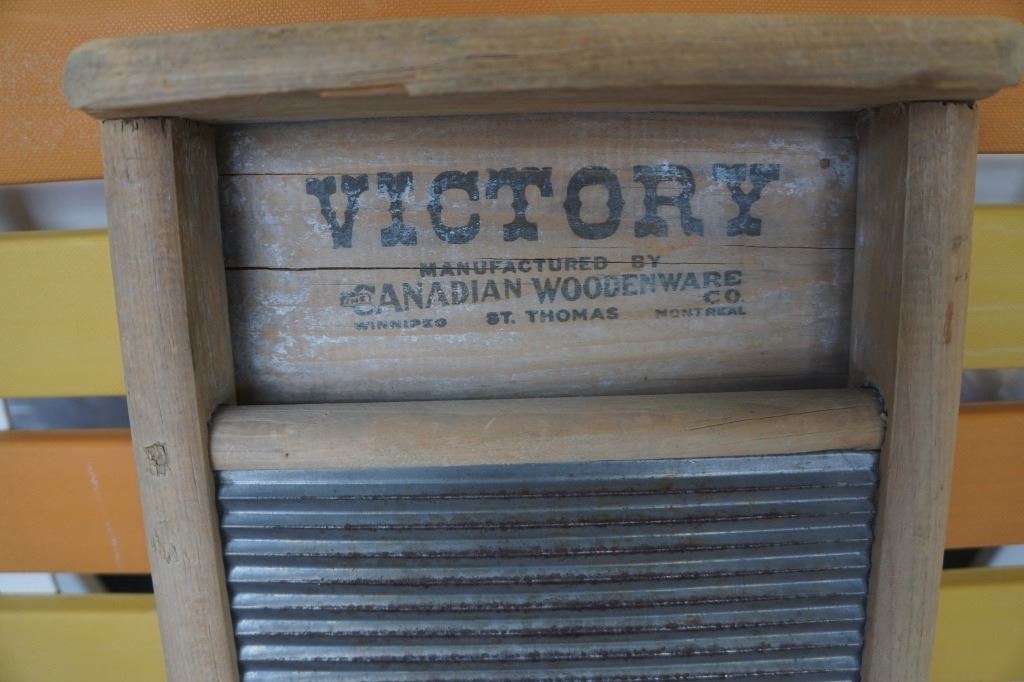 VICTORY
MANUFACTURED BY
THE CANADIAN WOODENWARE CO.
WINNIPEG ST. THOMAS MONTREAL